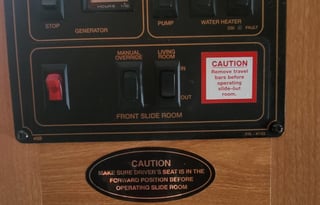 HOURS 1/10
STOP
GENERATOR
PUMP
WATER HEATER
ON
FAULT
MANUAL
OVERRIDE
LIVING
ROOM
IN
OUT
FRONT SLIDE ROOM
CAUTION
Remove travel
bars before
operating
slide-out
room.
CAUTION
MAKE SURE DRIVER'S SEAT IS IN THE
FORWARD POSITION BEFORE
OPERATING SLIDE ROOM